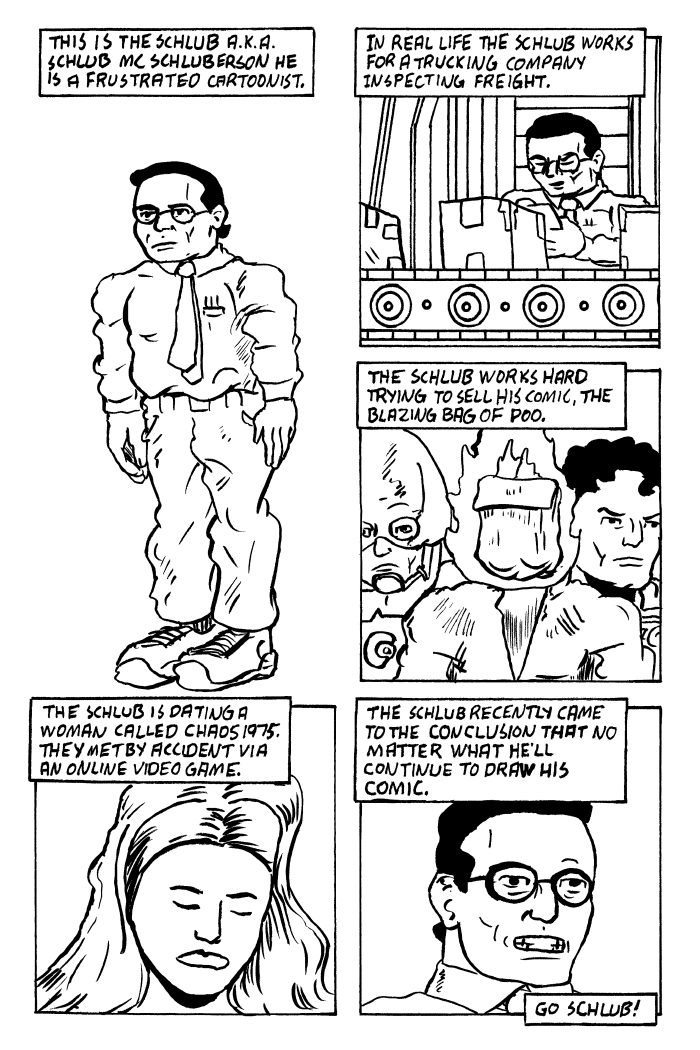 THIS IS THE SCHLUB A.K.A.
SCHLUB MC SCHLUBERSON HE
IS A FRUSTRATED CARTOONIST.
IN REAL LIFE THE SCHLUB WORKS
FOR A TRUCKING COMPANY
INSPECTING FREIGHT.
THE SCHLUB WORKS HARD
TRYING TO SELL HIS COMIC, THE
BLAZING BAG OF POO.
THE SCHLUB IS DATING A
WOMAN CALLED CHAOS1975.
THEY MET BY ACCIDENT VIA
AN ONLINE VIDEO GAME.
THE SCHLUB RECENTLY CAME
TO THE CONCLUSION THAT NO
MATTER WHAT HE'LL
CONTINUE TO DRAW HIS
COMIC.
GO SCHLUB!